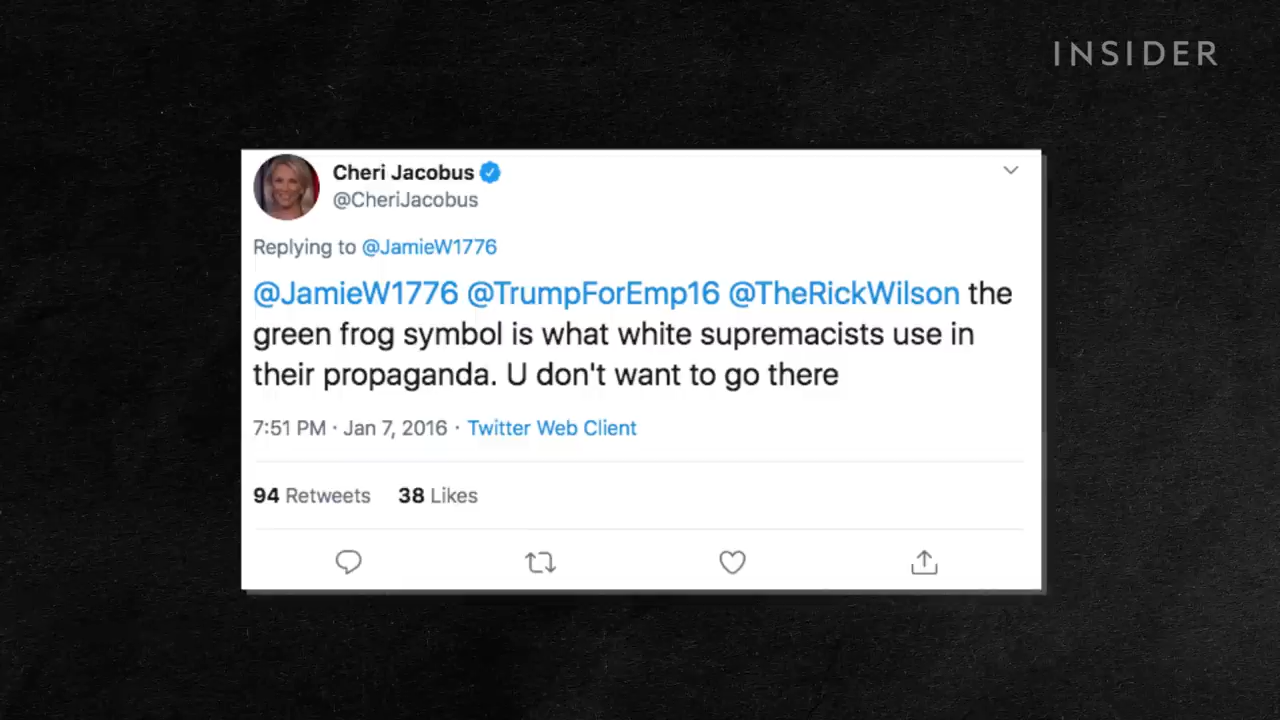 INSIDER
Cheri Jacobus
@CheriJacobus
Replying to @JamieW1776
@JamieW1776 @TrumpForEmp16 @TheRickWilson the
green frog symbol is what white supremacists use in
their propaganda. U don't want to go there
7:51 PM · Jan 7, 2016 · Twitter Web Client
94 Retweets 38 Likes